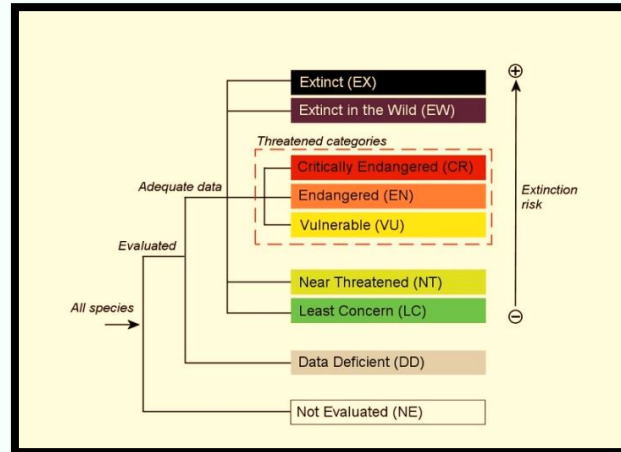 Extinct (EX)
Extinct in the Wild (EW)
Threatened categories
Critically Endangered (CR)
Adequate data
Endangered (EN)
Extinction
risk
Vulnerable (VU)
Evaluated
Near Threatened (NT)
All species
Least Concern (LC)
Data Deficient (DD)
Not Evaluated (NE)